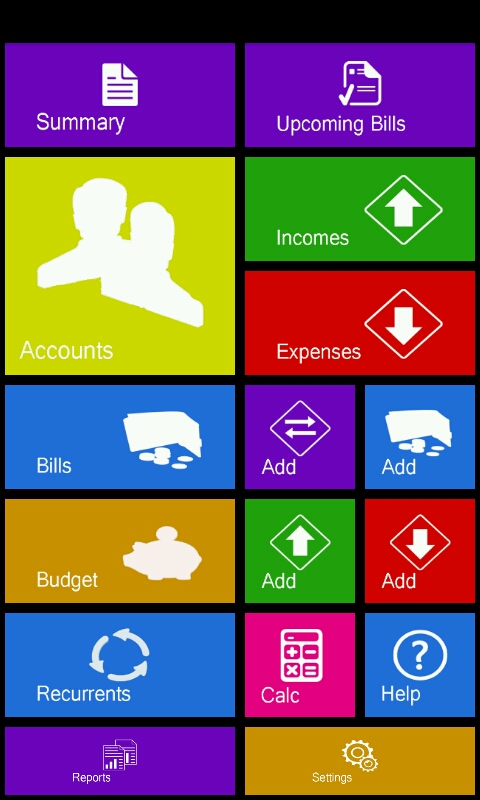 Summary
Upcoming Bills
Accounts
Incomes
Expenses
Bills
Add
Add
Budget
Add
Add
Recurrents
Calc
Help
Reports
Settings